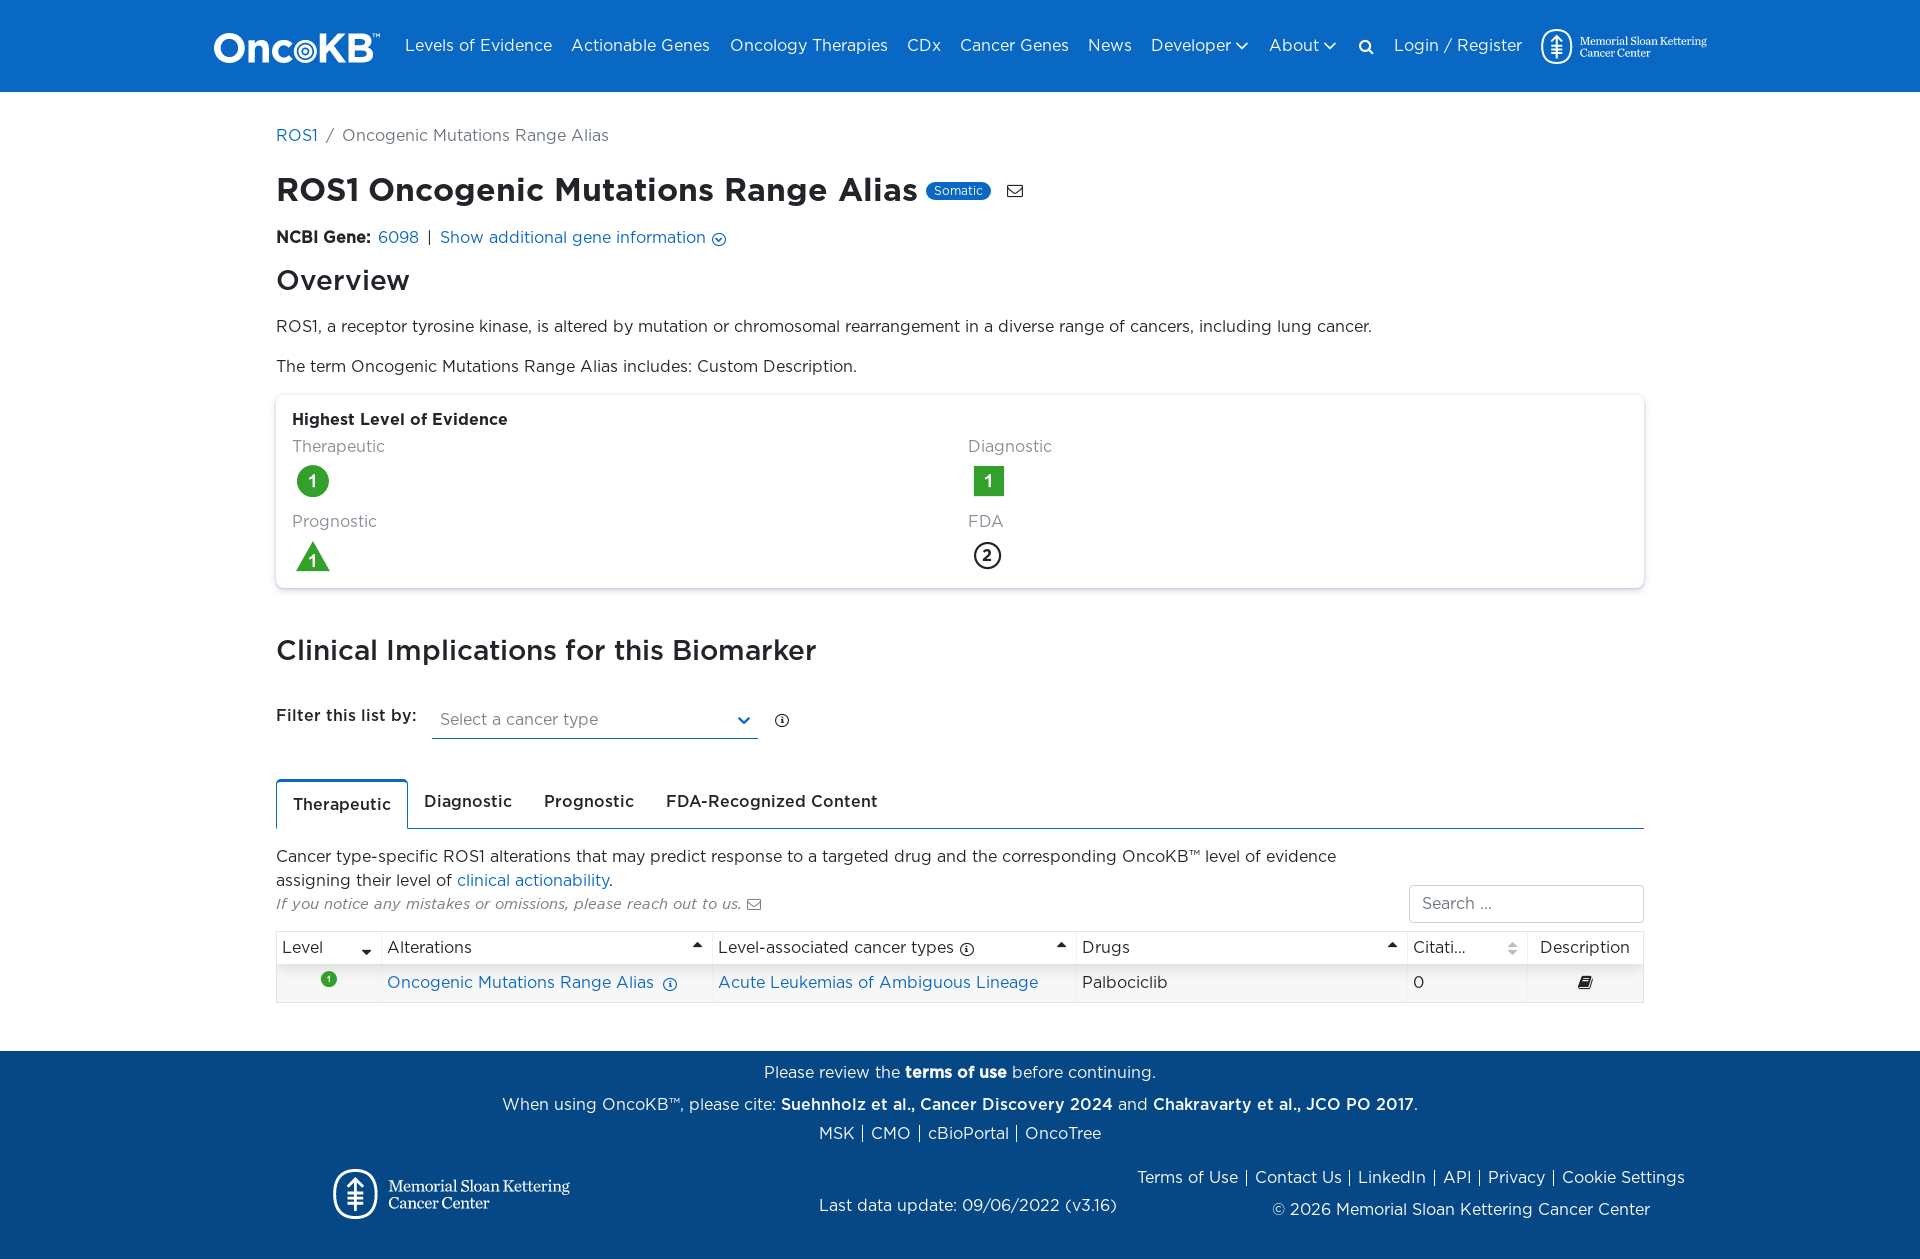 OncoKB™ Levels of Evidence Actionable Genes Oncology Therapies CDx Cancer Genes News Developer About Login / Register Memorial Sloan Kettering
Cancer Center
ROS1 / Oncogenic Mutations Range Alias
ROS1 Oncogenic Mutations Range Alias Somatic
NCBI Gene: 6098 | Show additional gene information
Overview
ROS1, a receptor tyrosine kinase, is altered by mutation or chromosomal rearrangement in a diverse range of cancers, including lung cancer.
The term Oncogenic Mutations Range Alias includes: Custom Description.
Highest Level of Evidence
Therapeutic Diagnostic
1 1
Prognostic FDA
1 2
Clinical Implications for this Biomarker
Filter this list by: Select a cancer type
Therapeutic Diagnostic Prognostic FDA-Recognized Content
Cancer type-specific ROS1 alterations that may predict response to a targeted drug and the corresponding OncoKB™ level of evidence
assigning their level of clinical actionability.
If you notice any mistakes or omissions, please reach out to us.
Search ...
Level Alterations Level-associated cancer types Drugs Citati... Description
1 Oncogenic Mutations Range Alias Acute Leukemias of Ambiguous Lineage Palbociclib 0
Please review the terms of use before continuing.
When using OncoKB™, please cite: Suehnholz et al., Cancer Discovery 2024 and Chakravarty et al., JCO PO 2017.
MSK | CMO | cBioPortal | OncoTree
Memorial Sloan Kettering
Cancer Center
Last data update: 09/06/2022 (v3.16)
Terms of Use | Contact Us | LinkedIn | API | Privacy | Cookie Settings
© 2026 Memorial Sloan Kettering Cancer Center